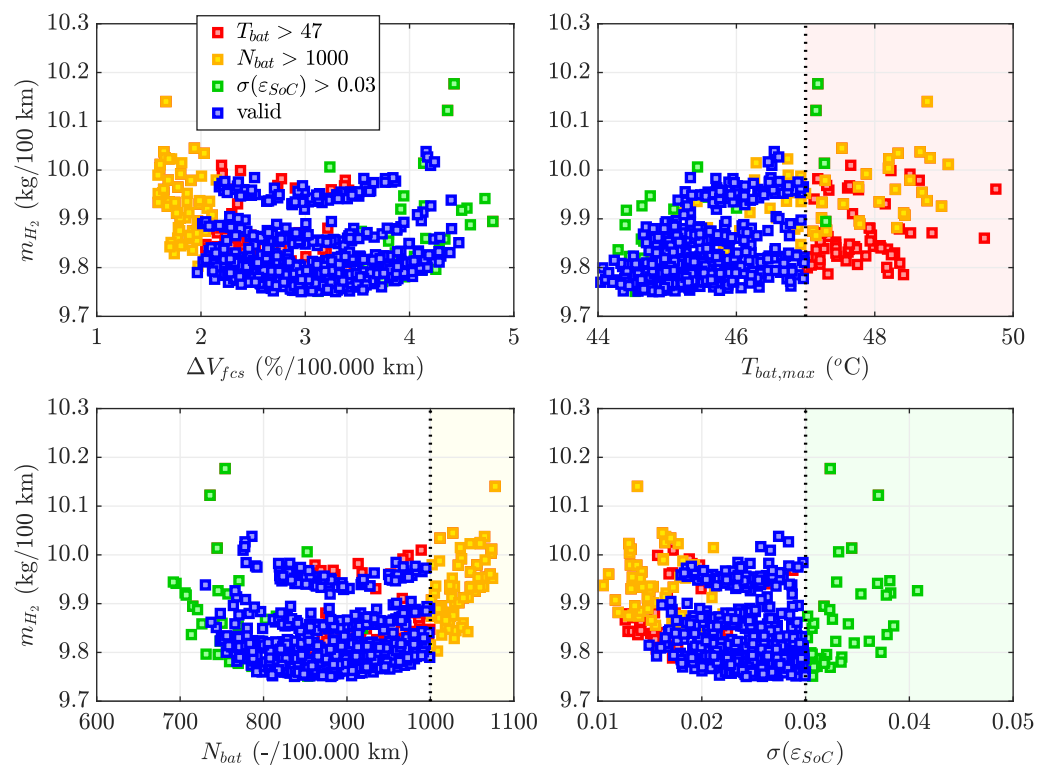 10.3
10.2
10.1
10.0
9.9
9.8
9.7
m_{H_2} (kg/100 km)
1 2 3 4 5
ΔV_{fcs} (%/100.000 km)
T_{bat} > 47
N_{bat} > 1000
σ(ε_{SoC}) > 0.03
valid
10.3
10.2
10.1
10.0
9.9
9.8
9.7
44 46 48 50
T_{bat,max} (°C)
10.3
10.2
10.1
10.0
9.9
9.8
9.7
m_{H_2} (kg/100 km)
600 700 800 900 1000 1100
N_{bat} (-/100.000 km)
10.3
10.2
10.1
10.0
9.9
9.8
9.7
0.01 0.02 0.03 0.04 0.05
σ(ε_{SoC})